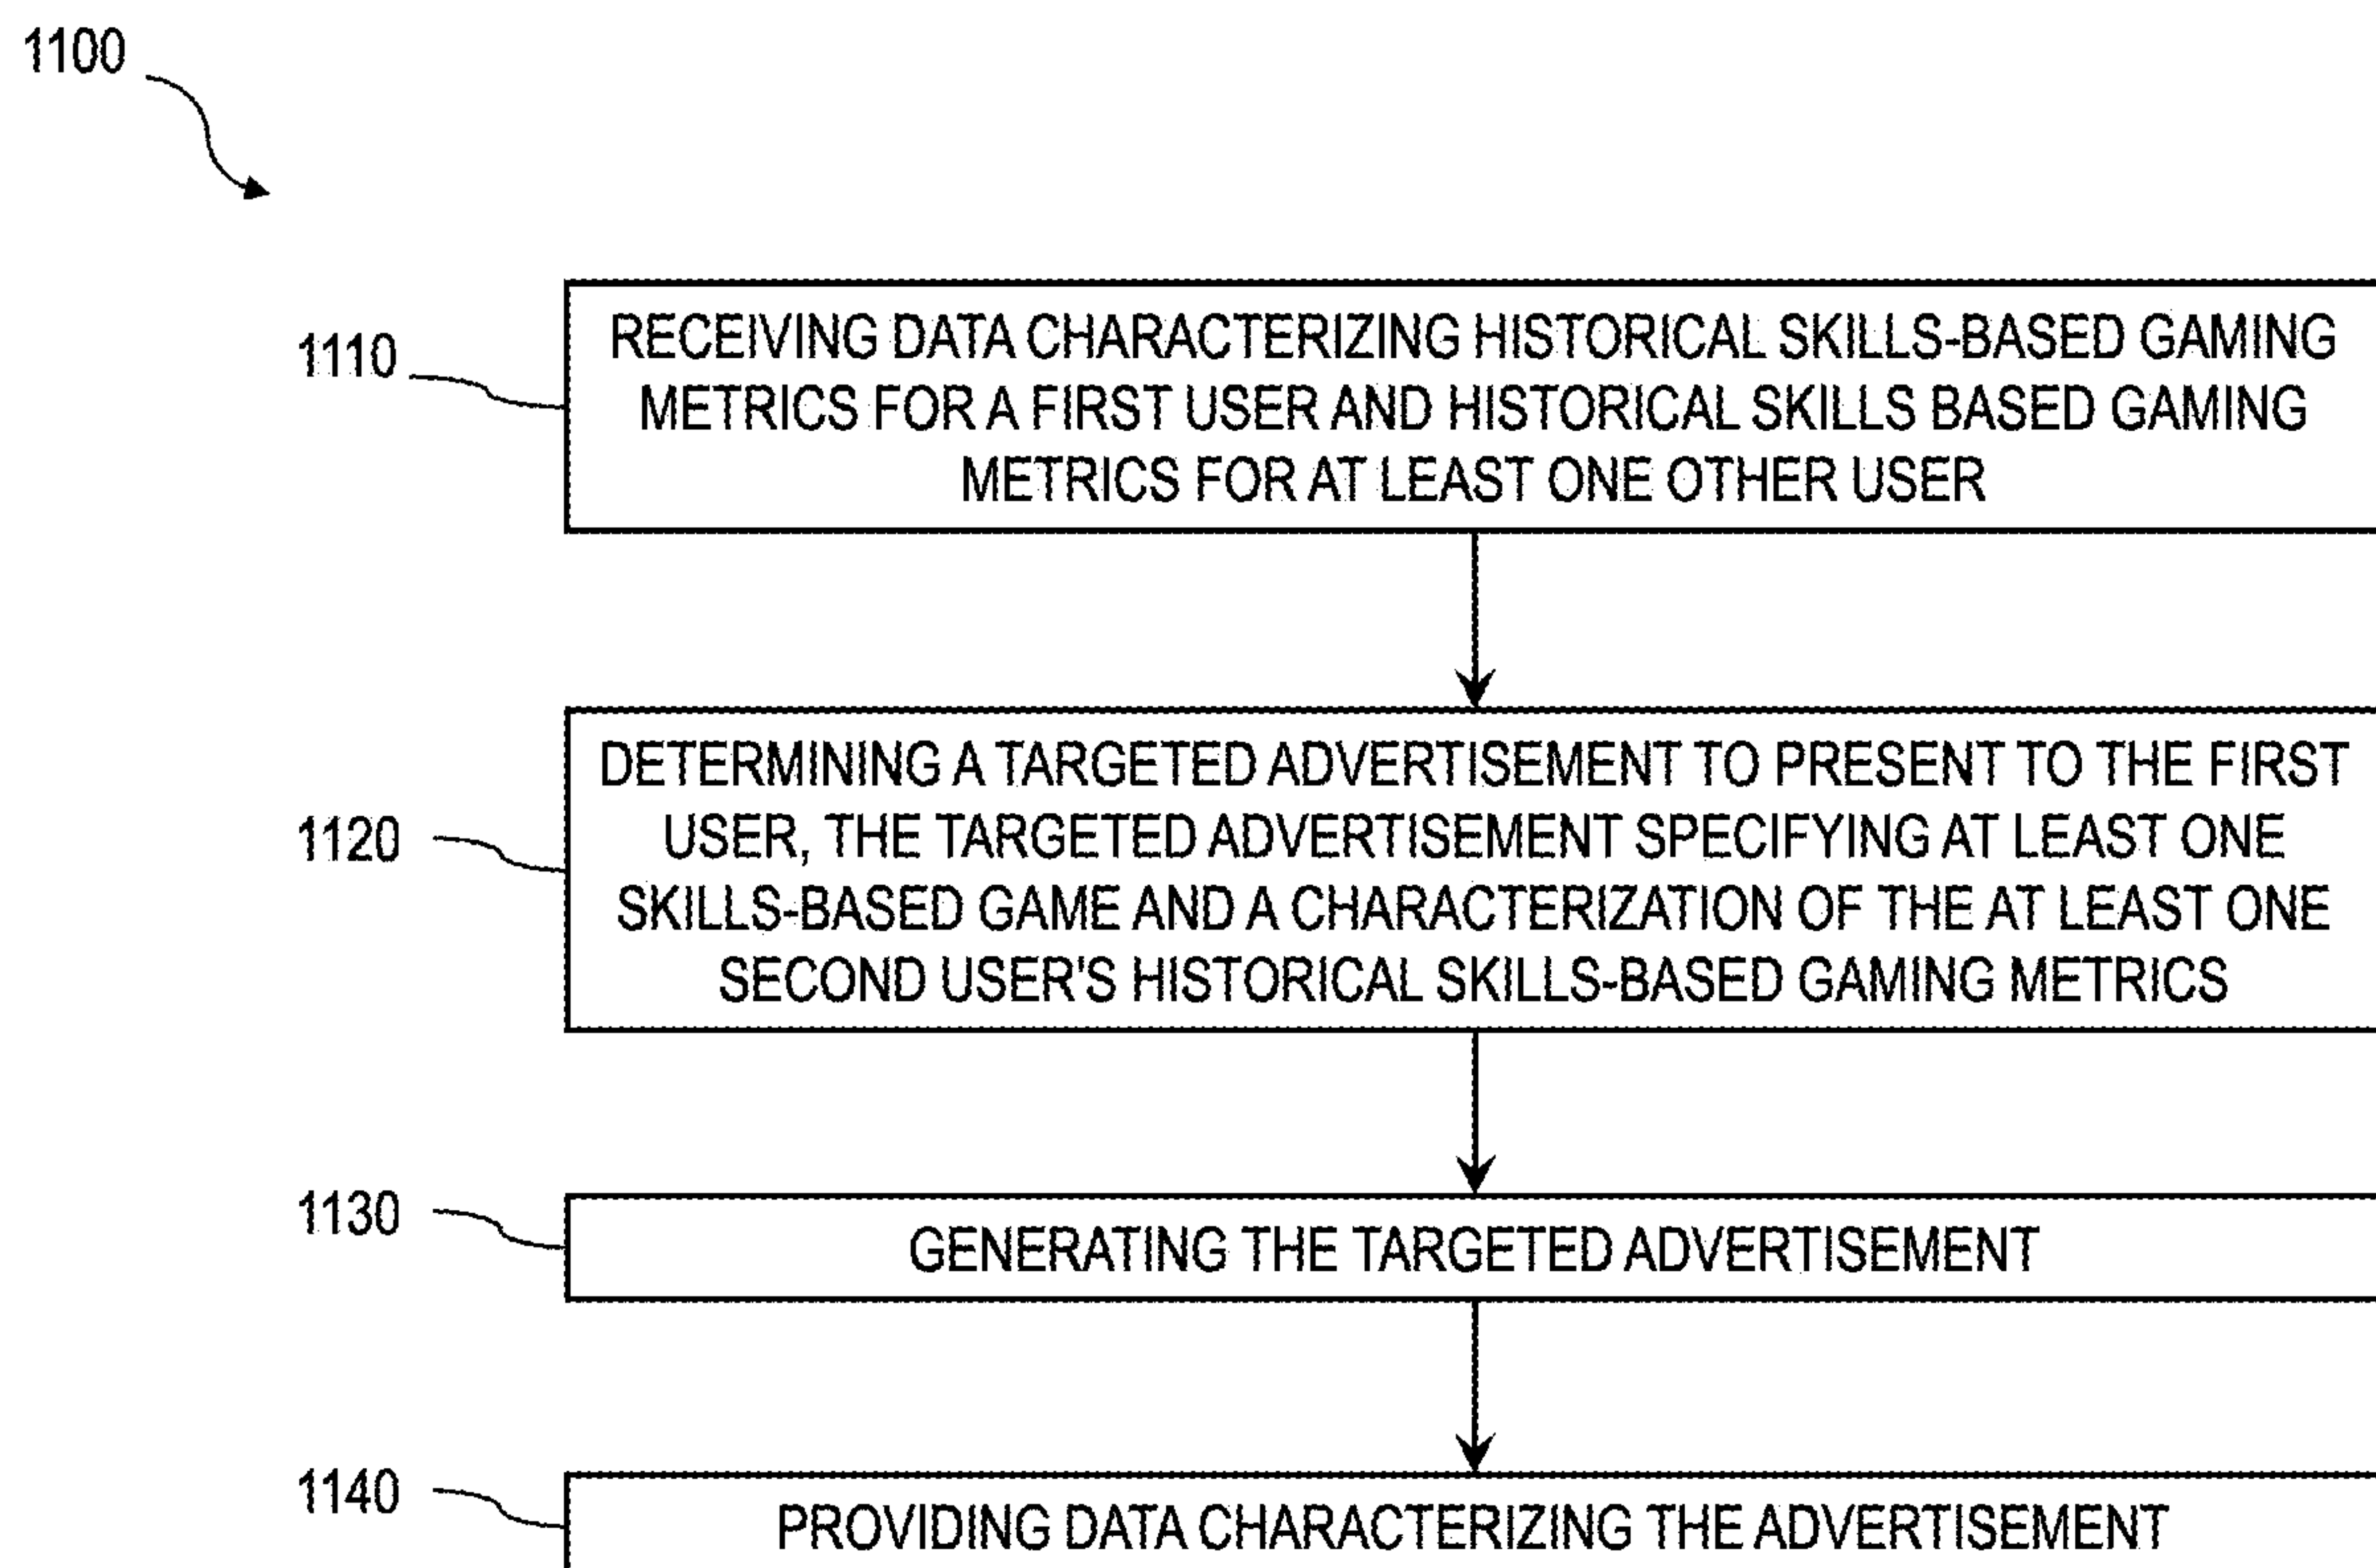 1100
1110
RECEIVING DATA CHARACTERIZING HISTORICAL SKILLS-BASED GAMING
METRICS FOR A FIRST USER AND HISTORICAL SKILLS BASED GAMING
METRICS FOR AT LEAST ONE OTHER USER
1120
DETERMINING A TARGETED ADVERTISEMENT TO PRESENT TO THE FIRST
USER, THE TARGETED ADVERTISEMENT SPECIFYING AT LEAST ONE
SKILLS-BASED GAME AND A CHARACTERIZATION OF THE AT LEAST ONE
SECOND USER'S HISTORICAL SKILLS-BASED GAMING METRICS
1130
GENERATING THE TARGETED ADVERTISEMENT
1140
PROVIDING DATA CHARACTERIZING THE ADVERTISEMENT